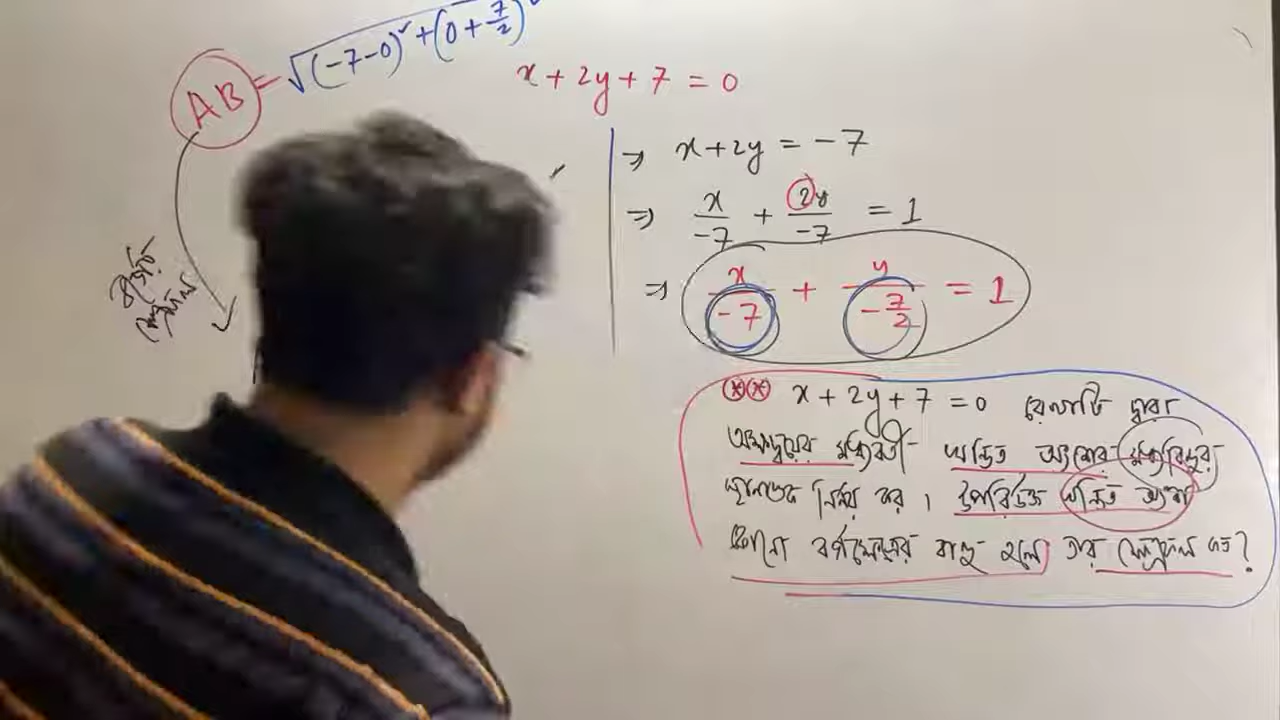 AB = √(-7-0)² + (0 + 7/2)²
x + 2y + 7 = 0
⇒ x + 2y = -7
⇒ x/-7 + 2y/-7 = 1
⇒ x/-7 + y/-7/2 = 1
x + 2y + 7 = 0 রেখাটি দ্বারা
অক্ষদ্বয়ের মধ্যবর্তী খন্ডিত অংশের মধ্যবিন্দুর
স্থানাঙ্ক নির্ণয় কর। উপরিউক্ত খন্ডিত অংশ
কোনো বর্গক্ষেত্রের বাহু হলে তার ক্ষেত্রফল কত?